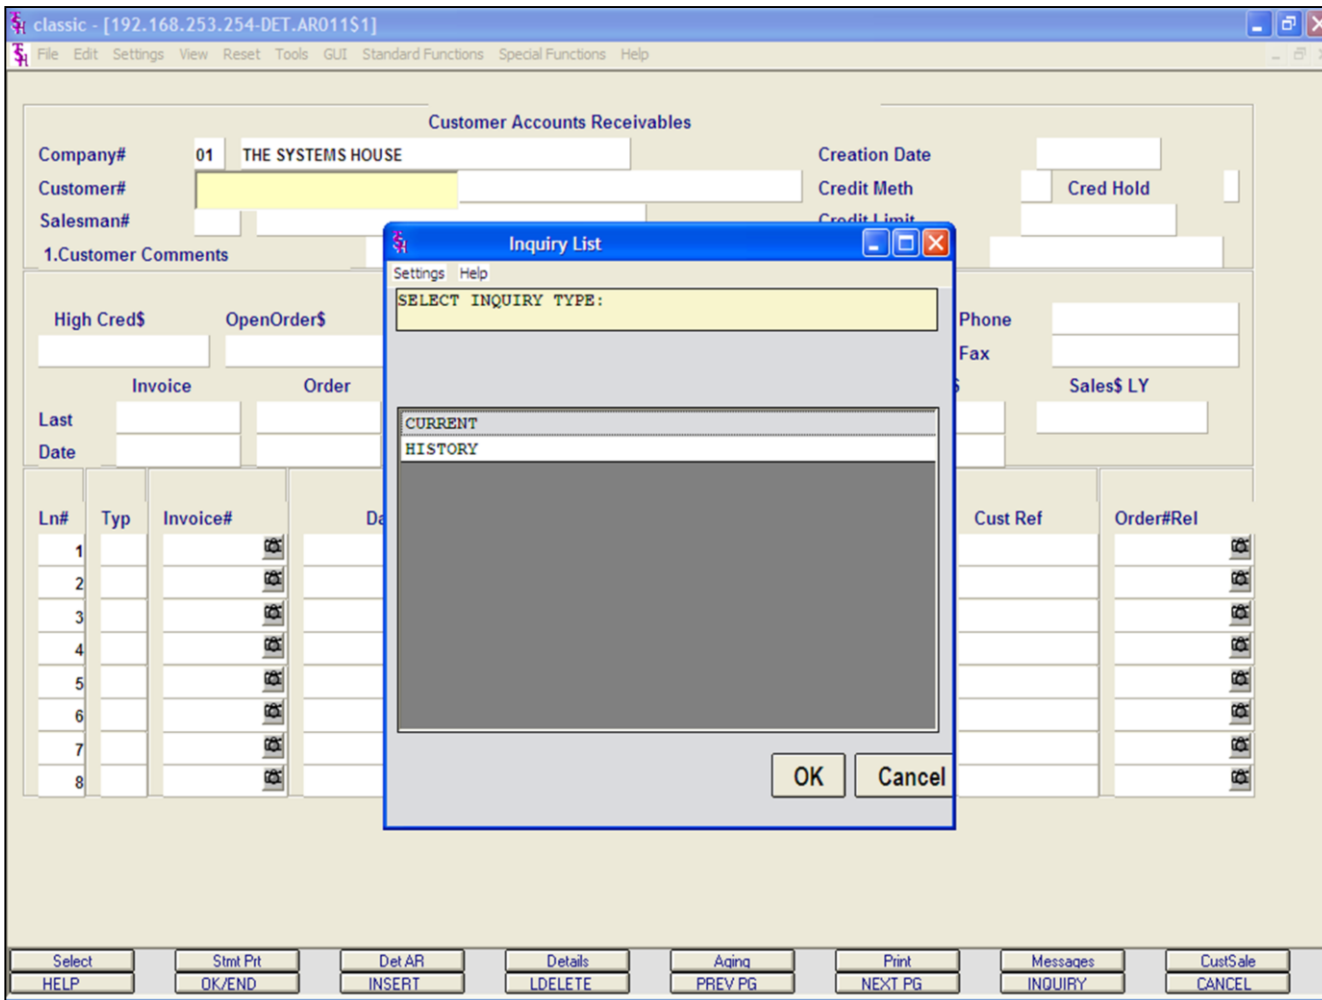 classic - [192.168.253.254-DET.AR011$1]
File Edit Settings View Reset Tools GUI Standard Functions Special Functions Help
Customer Accounts Receivables
Company# 01 THE SYSTEMS HOUSE Creation Date
Customer# Credit Meth Cred Hold
Salesman# Credit Limit
1.Customer Comments
Inquiry List
Settings Help
SELECT INQUIRY TYPE:
CURRENT
HISTORY
OK Cancel
High Cred$ OpenOrder$ Phone
Fax
Invoice Order $ Sales$ LY
Last
Date
Ln# Typ Invoice# Da Cust Ref Order#Rel
1
2
3
4
5
6
7
8
Select Stmt Prt Det AR Details Aging Print Messages CustSale
HELP OK/END INSERT LDELETE PREV PG NEXT PG INQUIRY CANCEL